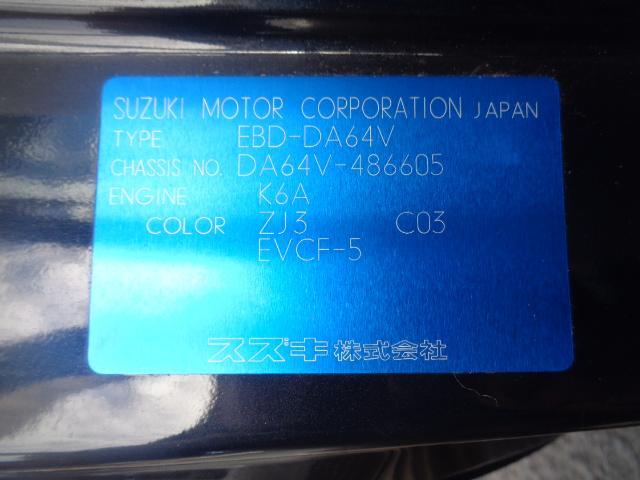 SUZUKI MOTOR CORPORATION JAPAN
TYPE EBD-DA64V
CHASSIS NO. DA64V-486605
ENGINE K6A
COLOR ZJ3 C03
EVCF-5
スズキ株式会社